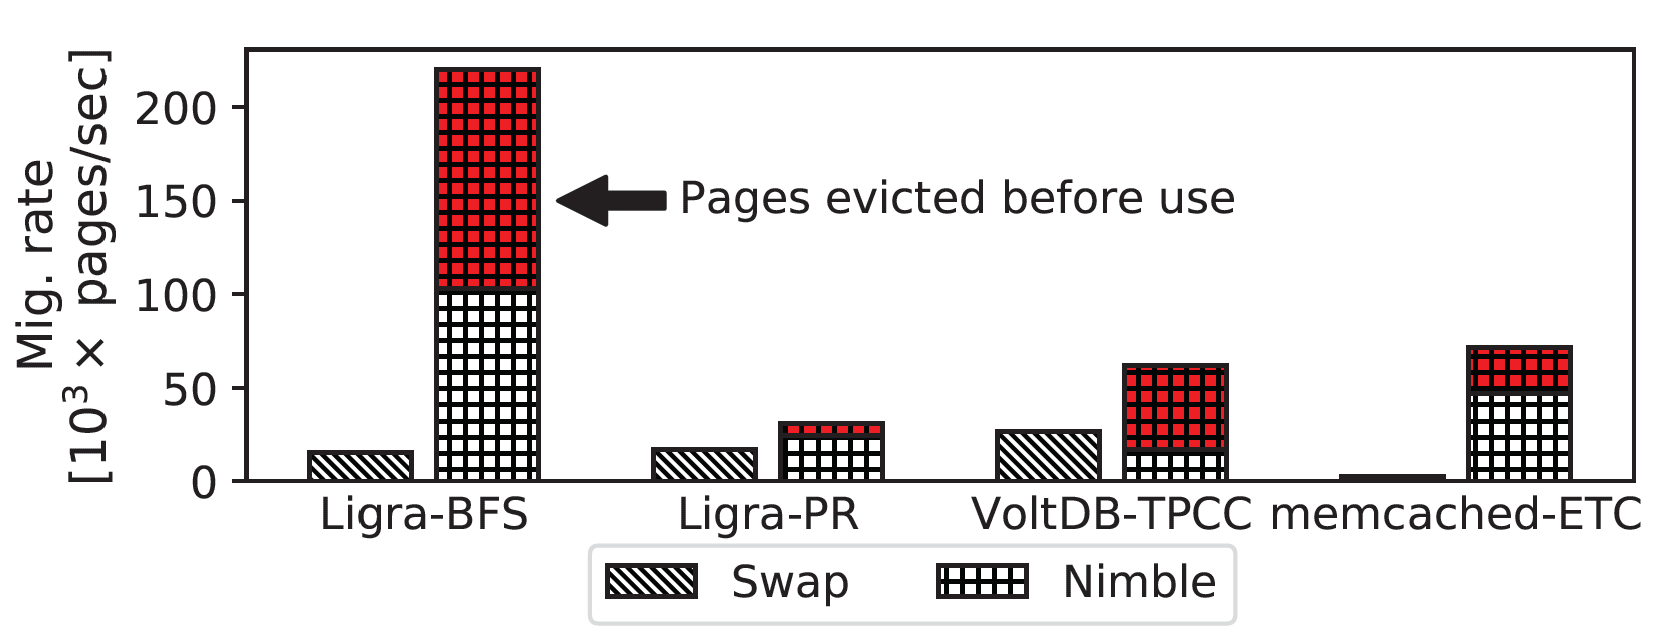 Mig. rate
[10³ × pages/sec]
200
150
100
50
0
Pages evicted before use
Ligra-BFS
Ligra-PR
VoltDB-TPCC
memcached-ETC
Swap
Nimble